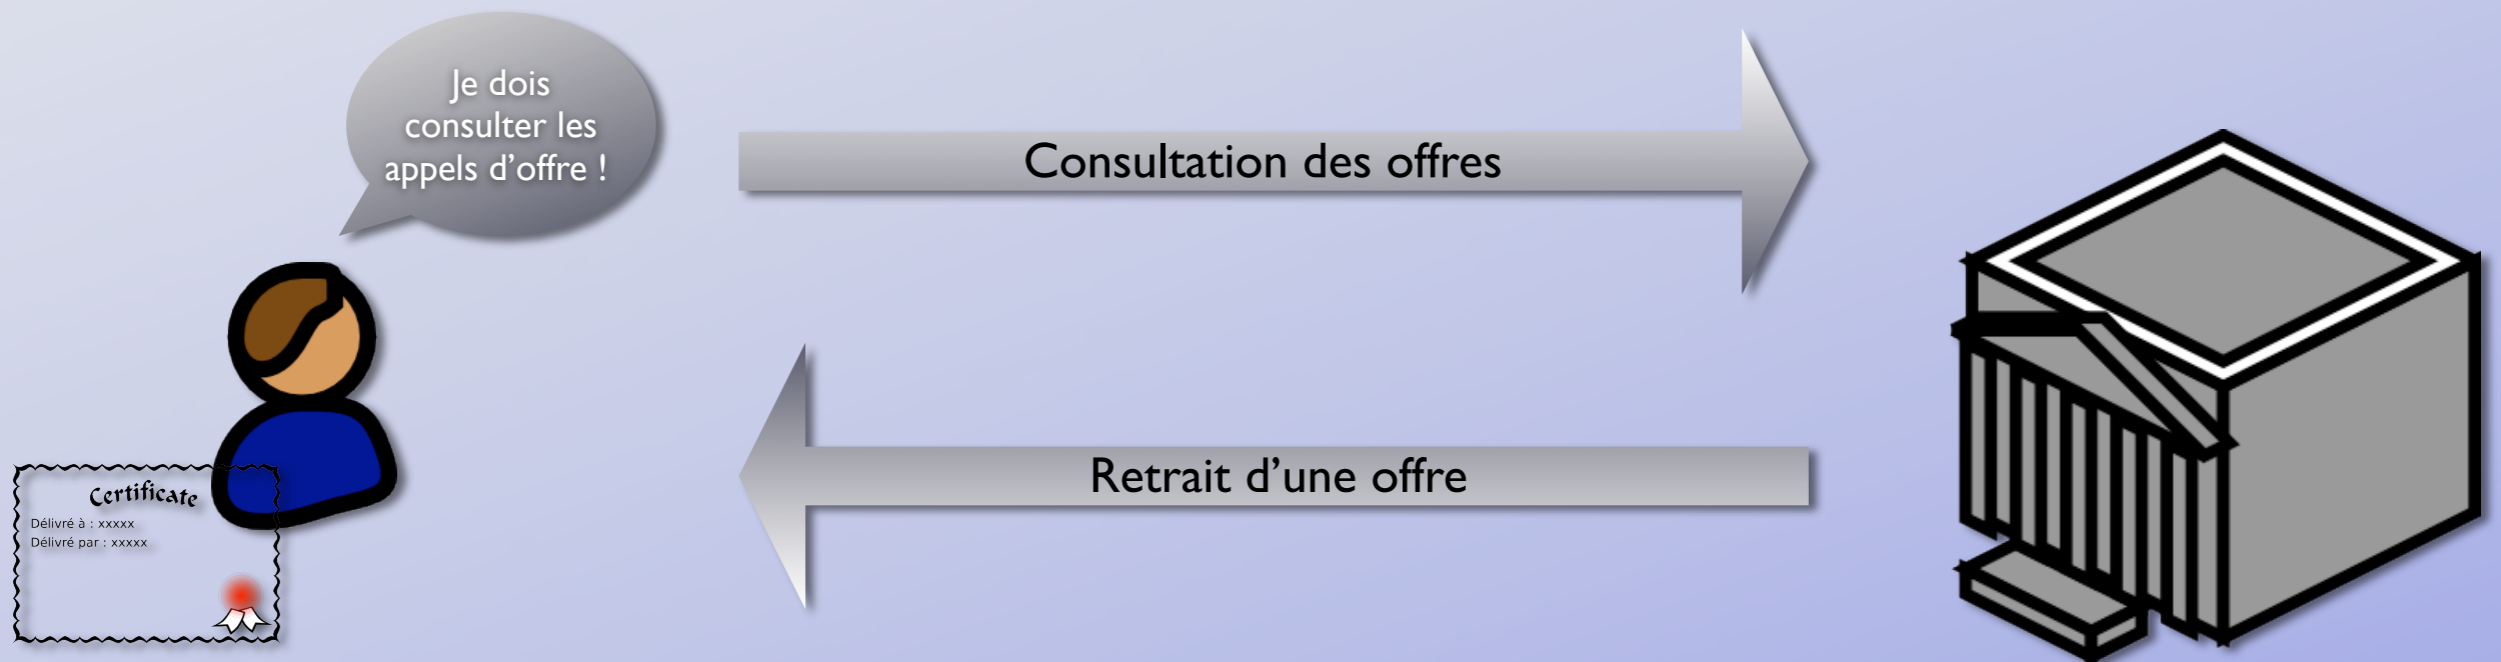 Je dois
consulter les
appels d’offre !
Consultation des offres
Retrait d’une offre
Certificate
Délivré à : xxxxx
Délivré par : xxxxx